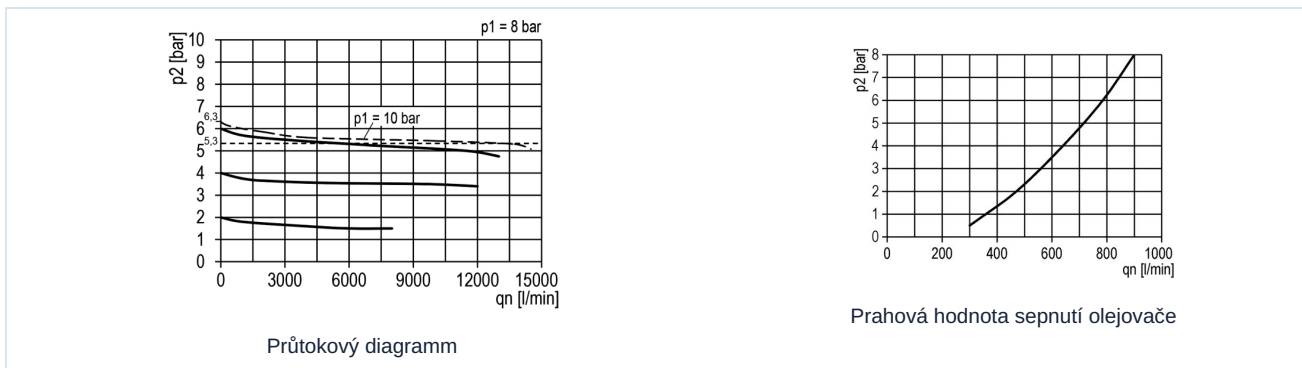 p1 = 8 bar
p2 [bar]
10
9
8
7
6,3
6
5,3
5
4
3
2
1
0
p1 = 10 bar
0 3000 6000 9000 12000 15000
qn [l/min]
Průtokový diagramm
p2 [bar]
8
7
6
5
4
3
2
1
0
0 200 400 600 800 1000
qn [l/min]
Prahová hodnota sepnutí olejovače